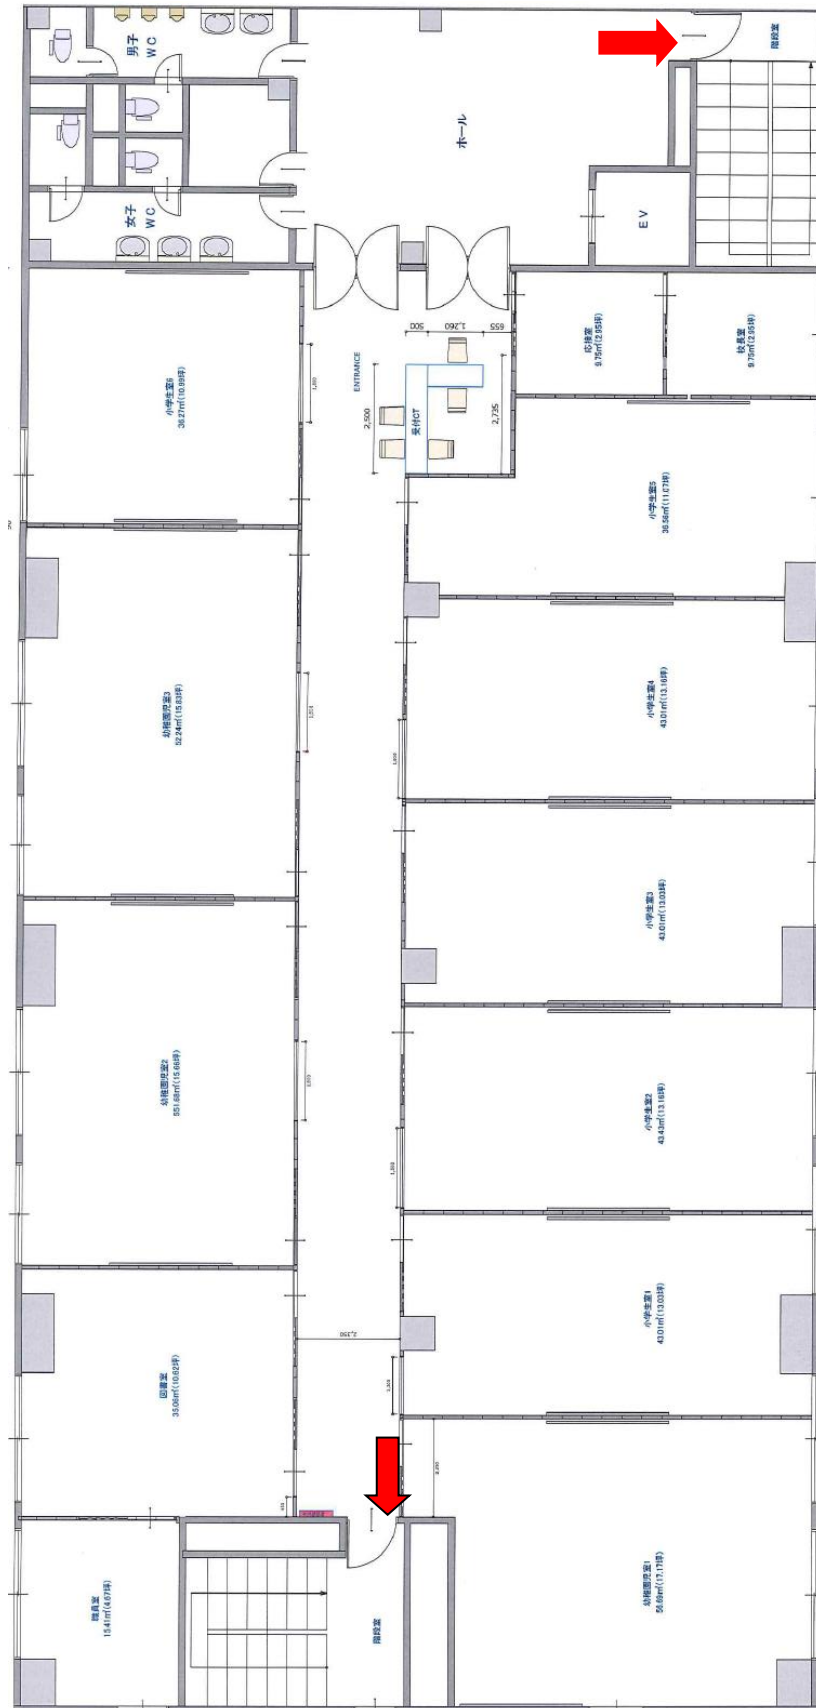 男子
WC
階段室
ホール
女子
WC
EV
小学生室6
36.27㎡(10.99坪)
ENTRANCE
500
1,260
655
2,500
受付CT
2,735
応接室
9.75㎡(2.95坪)
校長室
9.75㎡(2.95坪)
小学生室5
36.56㎡(11.07坪)
幼稚園児室3
52.24㎡(15.83坪)
小学生室4
43.01㎡(13.16坪)
小学生室3
43.01㎡(13.03坪)
幼稚園児室2
551.68㎡(15.66坪)
小学生室2
43.43㎡(13.16坪)
小学生室1
43.01㎡(13.03坪)
2,350
図書室
35.06㎡(10.62坪)
職員室
15.41㎡(4.67坪)
階段室
幼稚園児室1
56.69㎡(17.17坪)